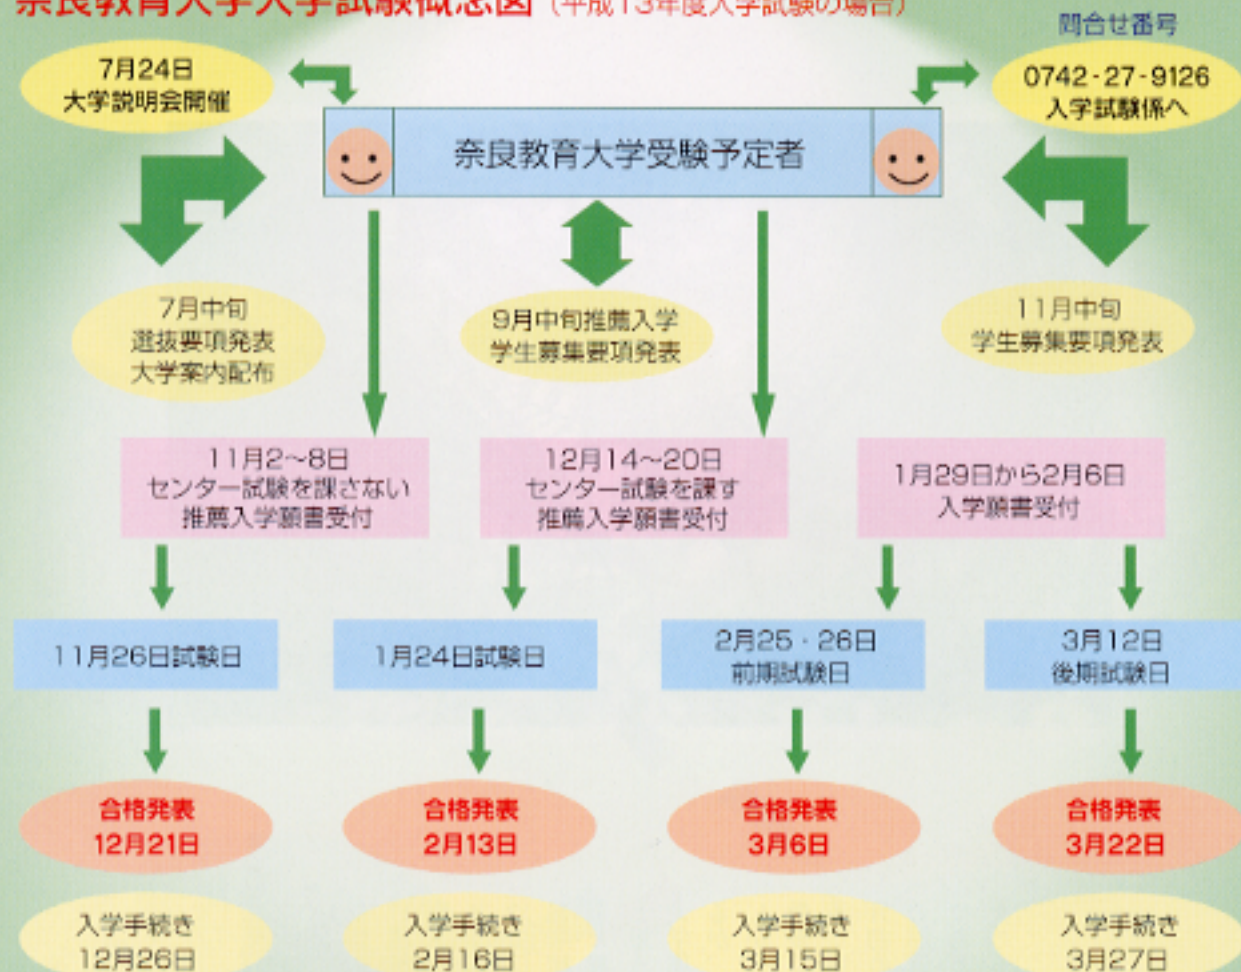 奈良教育大学入学試験概念図（平成13年度入学試験の場合）
問合せ番号
7月24日
大学説明会開催
0742-27-9126
入学試験係へ
奈良教育大学受験予定者
7月中旬
選抜要項発表
大学案内配布
9月中旬推薦入学
学生募集要項発表
11月中旬
学生募集要項発表
11月2～8日
センター試験を課さない
推薦入学願書受付
12月14～20日
センター試験を課す
推薦入学願書受付
1月29日から2月6日
入学願書受付
11月26日試験日
1月24日試験日
2月25・26日
前期試験日
3月12日
後期試験日
合格発表
12月21日
合格発表
2月13日
合格発表
3月6日
合格発表
3月22日
入学手続き
12月26日
入学手続き
2月16日
入学手続き
3月15日
入学手続き
3月27日